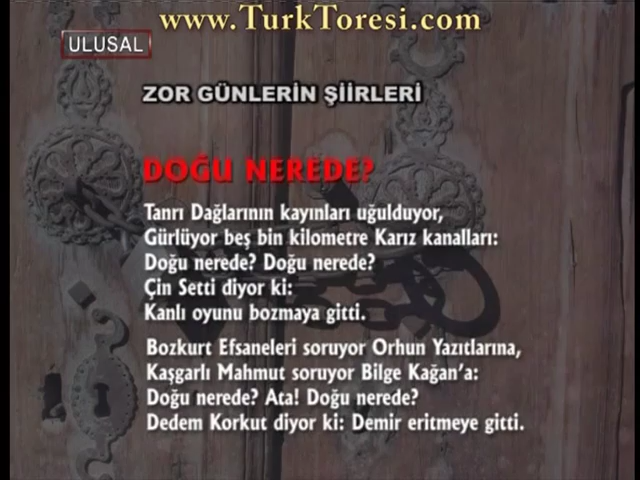 www.TurkToresi.com
ULUSAL
ZOR GÜNLERİN ŞİİRLERİ
DOĞU NEREDE?
Tanrı Dağlarının kayınları uğulduyor,
Gürlüyor beş bin kilometre Karız kanalları:
Doğu nerede? Doğu nerede?
Çin Setti diyor ki:
Kanlı oyunu bozmaya gitti.
Bozkurt Efsaneleri soruyor Orhun Yazıtlarına,
Kaşgarlı Mahmut soruyor Bilge Kağan'a:
Doğu nerede? Ata! Doğu nerede?
Dedem Korkut diyor ki: Demir eritmeye gitti.